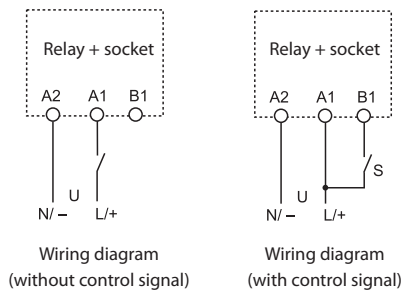 Relay + socket
A2 A1 B1
U
N/ – L/+
Wiring diagram
(without control signal)
Relay + socket
A2 A1 B1
S
U
N/ – L/+
Wiring diagram
(with control signal)